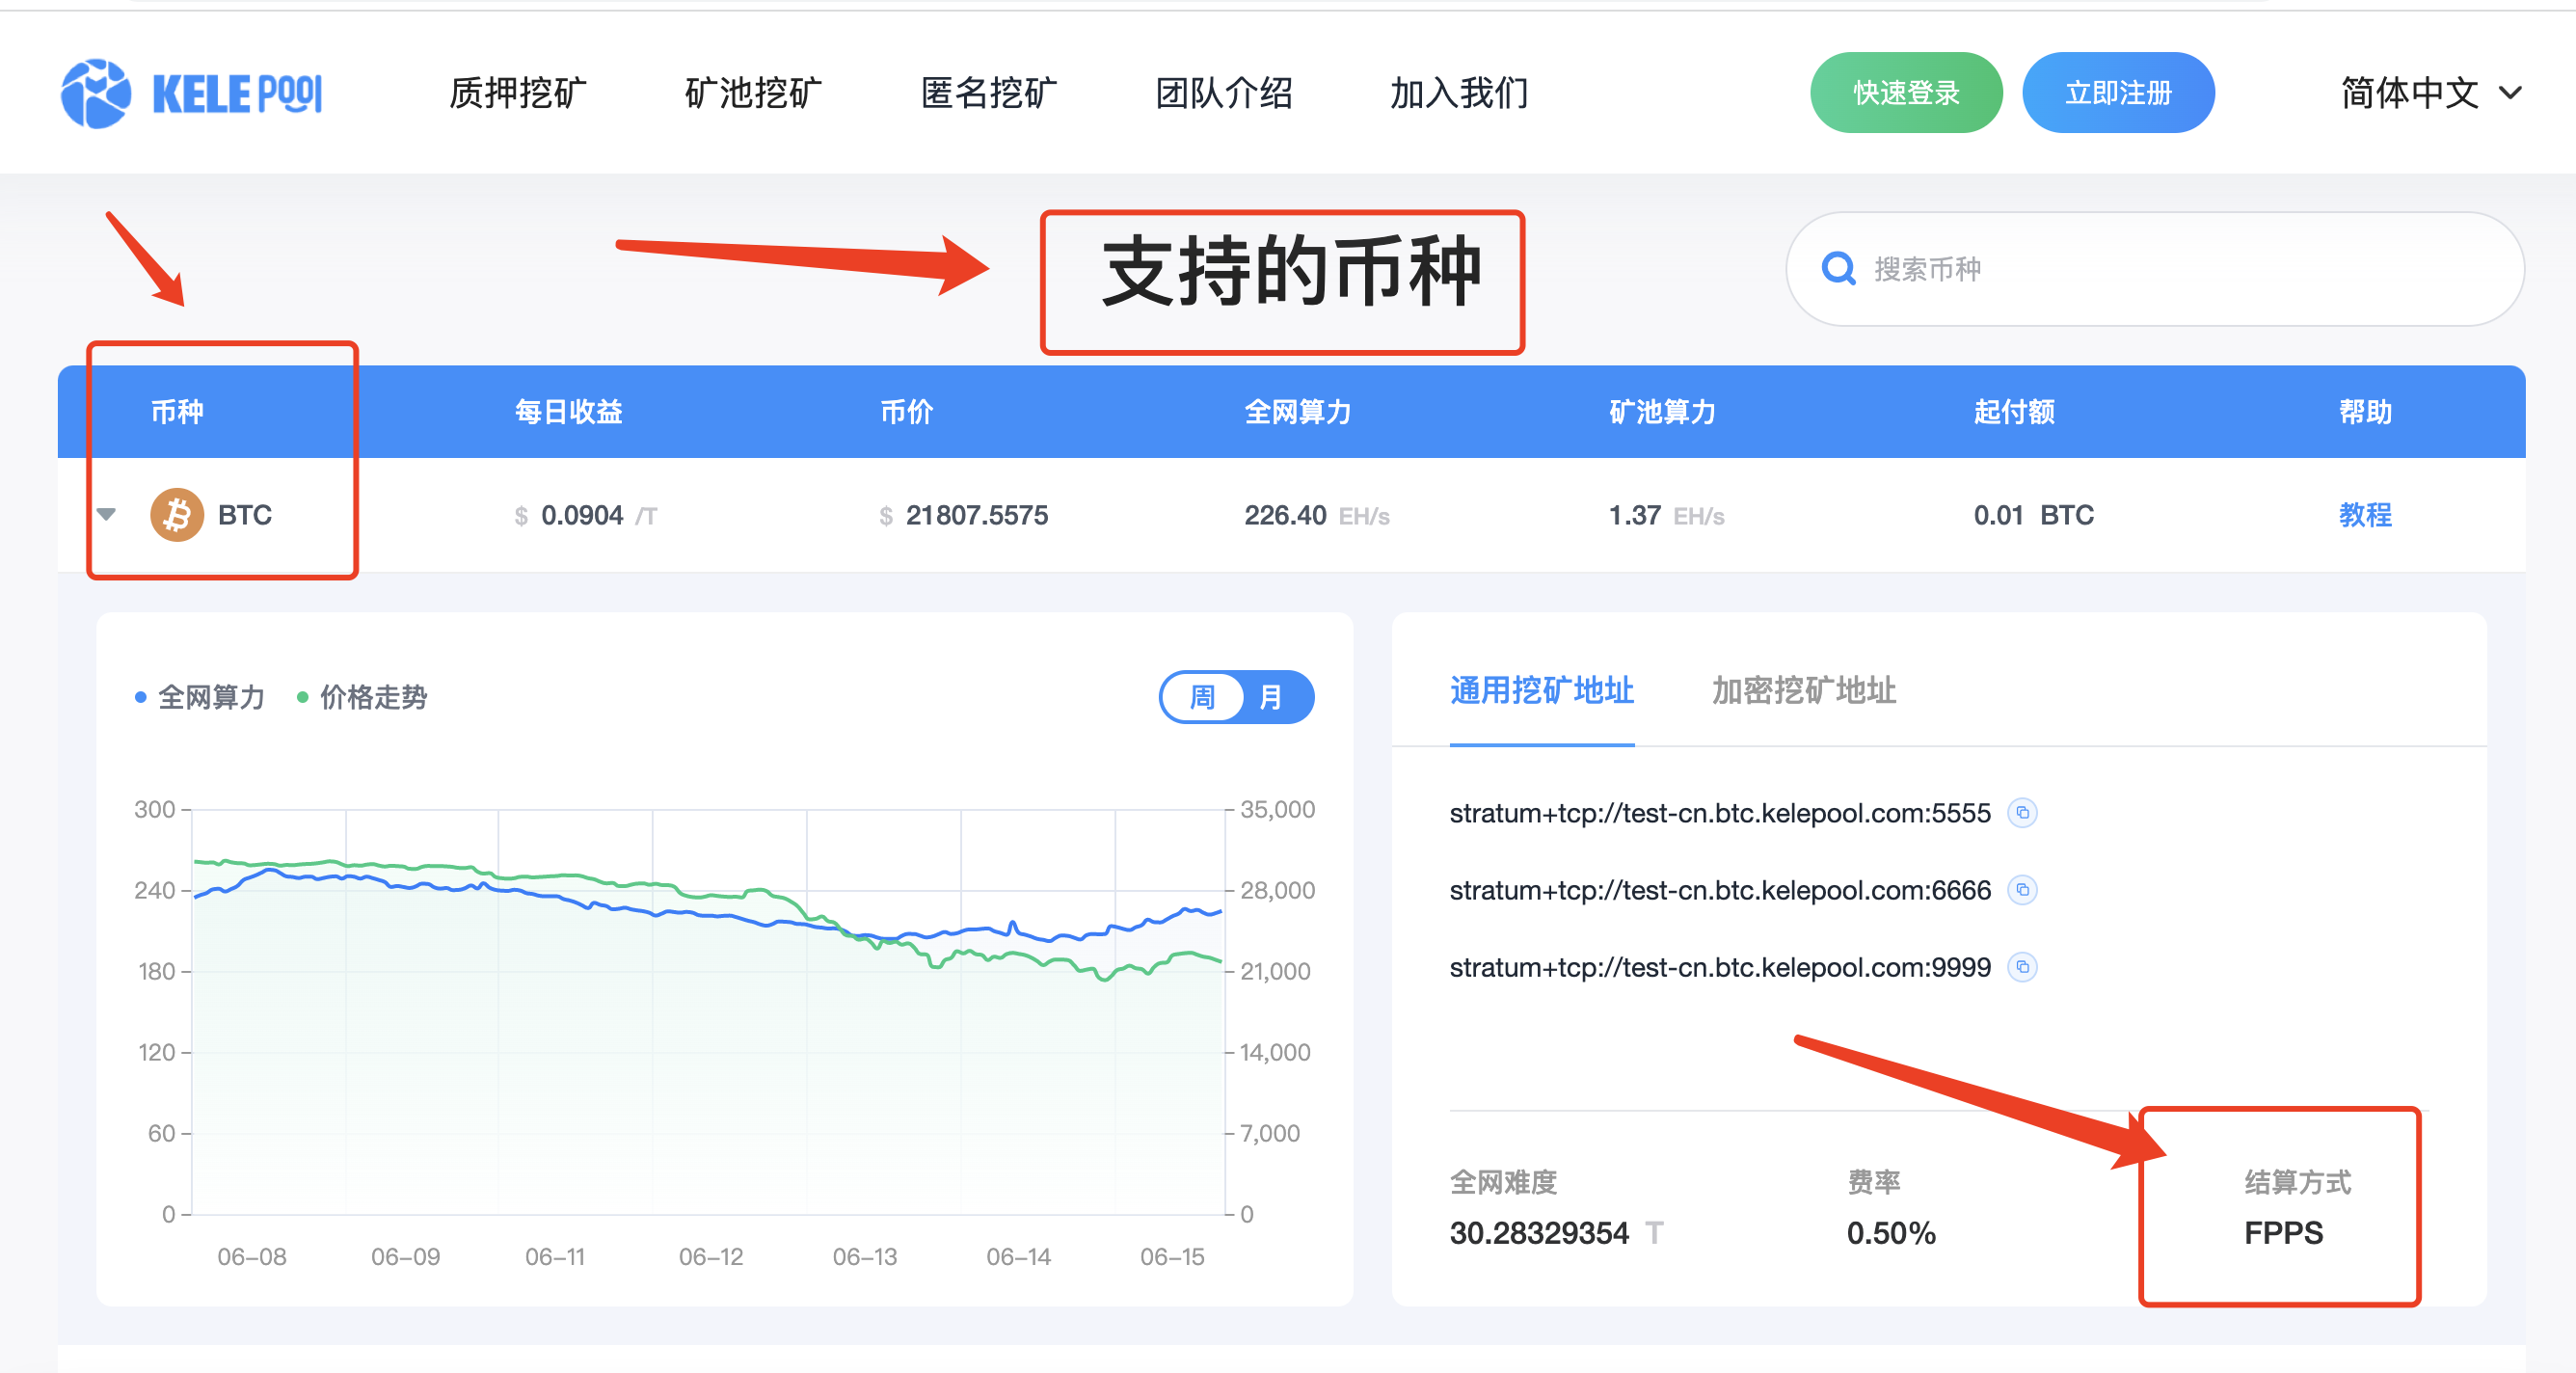 KELE POOl 质押挖矿 矿池挖矿 匿名挖矿 团队介绍 加入我们 快速登录 立即注册 简体中文
支持的币种 搜索币种
币种 每日收益 币价 全网算力 矿池算力 起付额 帮助
BTC $ 0.0904 /T $ 21807.5575 226.40 EH/s 1.37 EH/s 0.01 BTC 教程
全网算力 价格走势 周 月
300 35,000
240 28,000
180 21,000
120 14,000
60 7,000
0 0
06-08 06-09 06-11 06-12 06-13 06-14 06-15
通用挖矿地址 加密挖矿地址
stratum+tcp://test-cn.btc.kelepool.com:5555
stratum+tcp://test-cn.btc.kelepool.com:6666
stratum+tcp://test-cn.btc.kelepool.com:9999
全网难度 费率 结算方式
30.28329354 T 0.50% FPPS